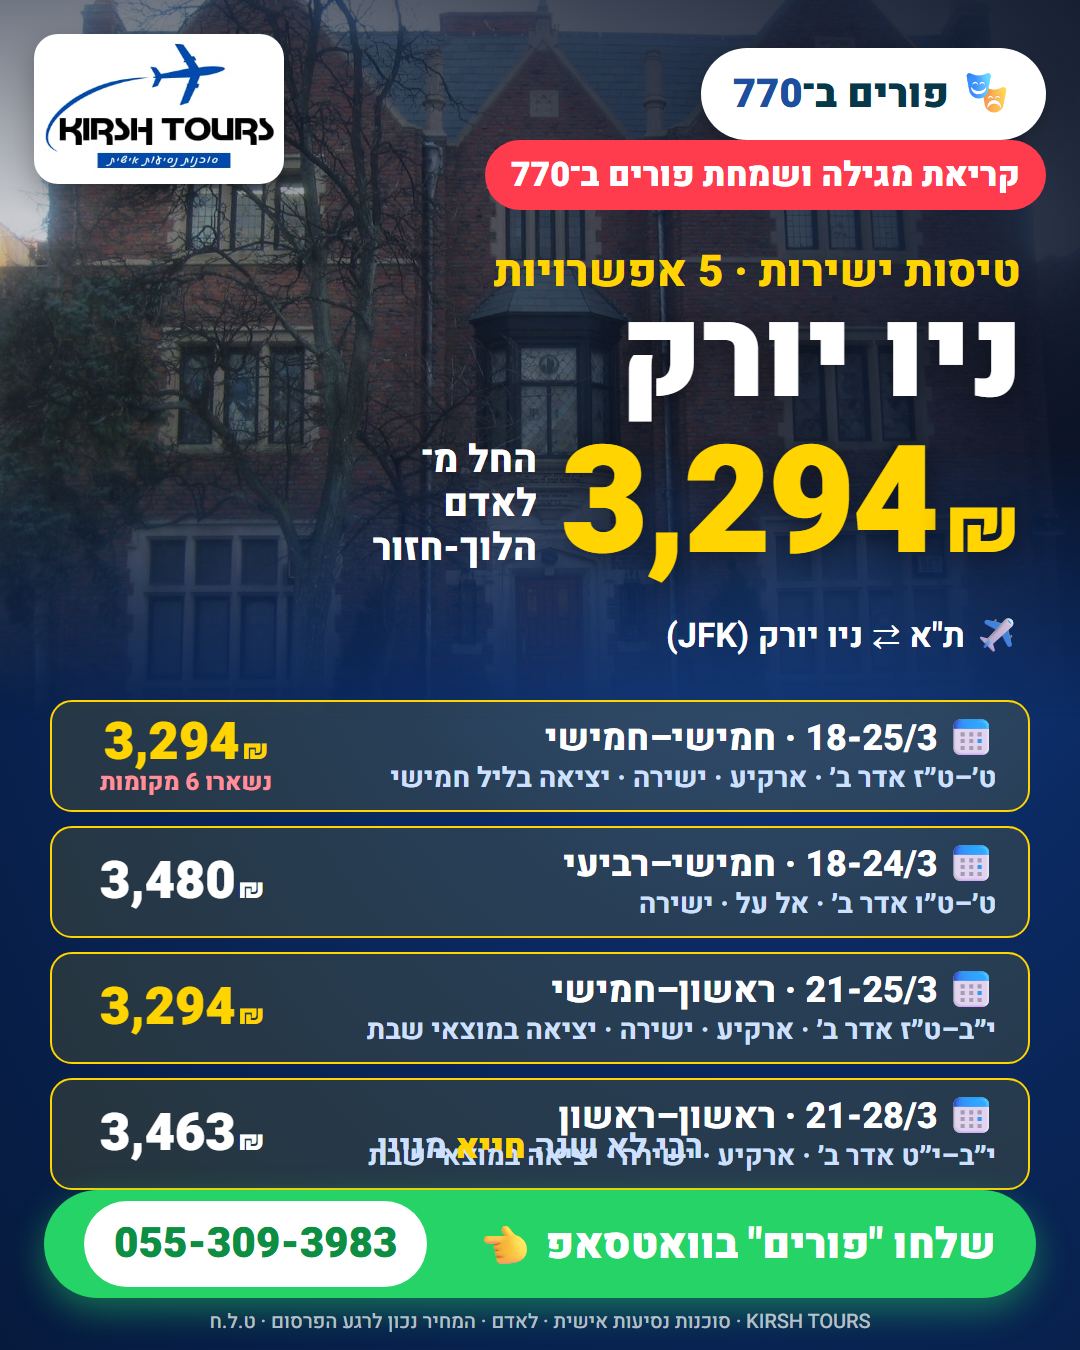 KIRSH TOURS
סוכנות נסיעות אישית
פורים ב־770
קריאת מגילה ושמחת פורים ב־770
טיסות ישירות · 5 אפשרויות
ניו יורק
₪3,294
החל מ־
לאדם
הלוך-חזור
ת"א ⇄ ניו יורק (JFK)
18-25/3 · חמישי–חמישי
₪3,294
ט׳–ט״ז אדר ב׳ · ארקיע · ישירה · יציאה בליל חמישי
נשארו 6 מקומות
18-24/3 · חמישי–רביעי
₪3,480
ט׳–ט״ו אדר ב׳ · אל על · ישירה
21-25/3 · ראשון–חמישי
₪3,294
י״ב–ט״ז אדר ב׳ · ארקיע · ישירה · יציאה במוצאי שבת
21-28/3 · ראשון–ראשון
₪3,463
י״ב–י״ט אדר ב׳ · ארקיע · ישירה · יציאה במוצאי שבת
שלחו "פורים" בוואטסאפ
055-309-3983
KIRSH TOURS · סוכנות נסיעות אישית · לאדם · המחיר נכון לרגע הפרסום · ט.ל.ח